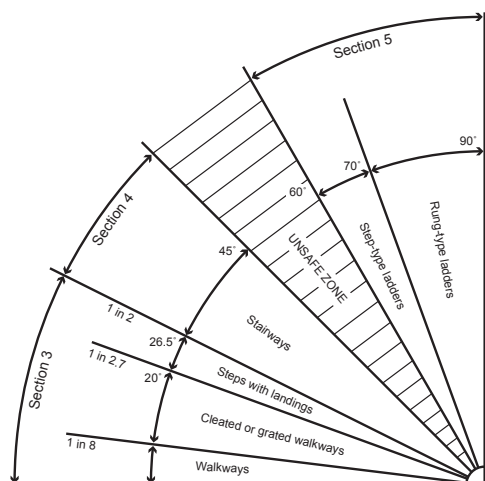 Section 5
90°
70°
60°
Section 4
Rung-type ladders
Step-type ladders
UNSAFE ZONE
45°
1 in 2
Stairways
26.5°
1 in 2.7
Section 3
20°
Steps with landings
Cleated or grated walkways
1 in 8
Walkways